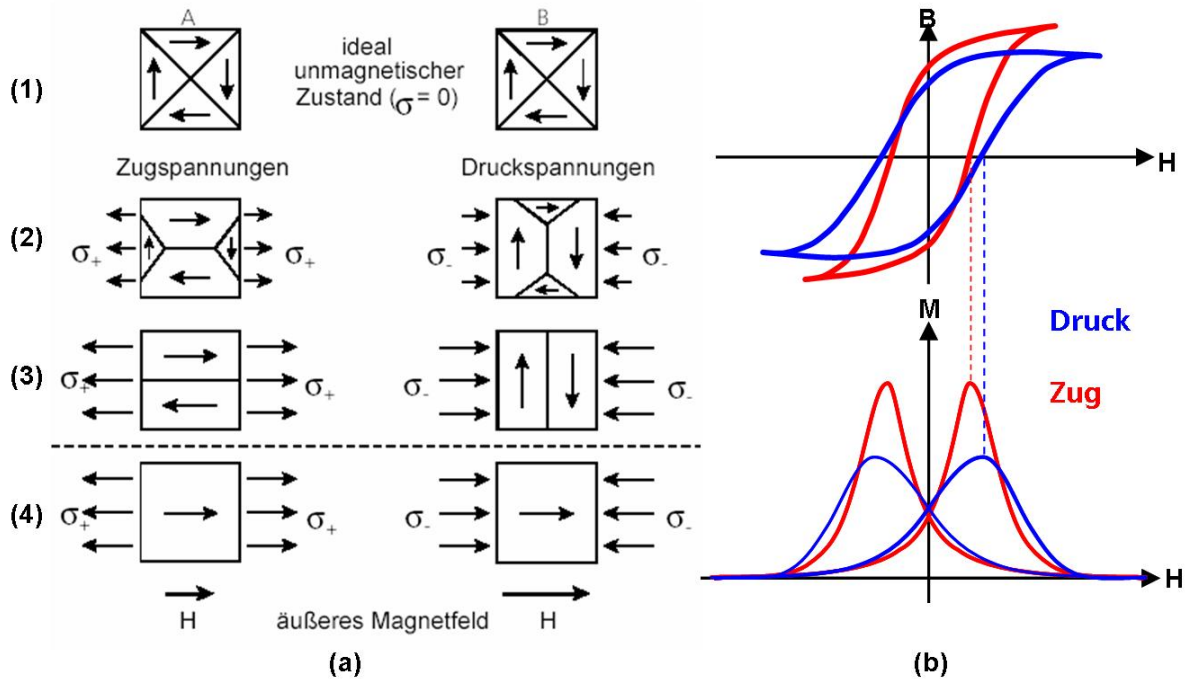 A
B
(1)
ideal
unmagnetischer
Zustand (σ = 0)
Zugspannungen
Druckspannungen
(2)
σ₊
σ₊
σ₋
σ₋
(3)
σ₊
σ₊
σ₋
σ₋
(4)
σ₊
σ₊
σ₋
σ₋
H
äußeres Magnetfeld
H
(a)
B
H
M
Druck
Zug
H
(b)